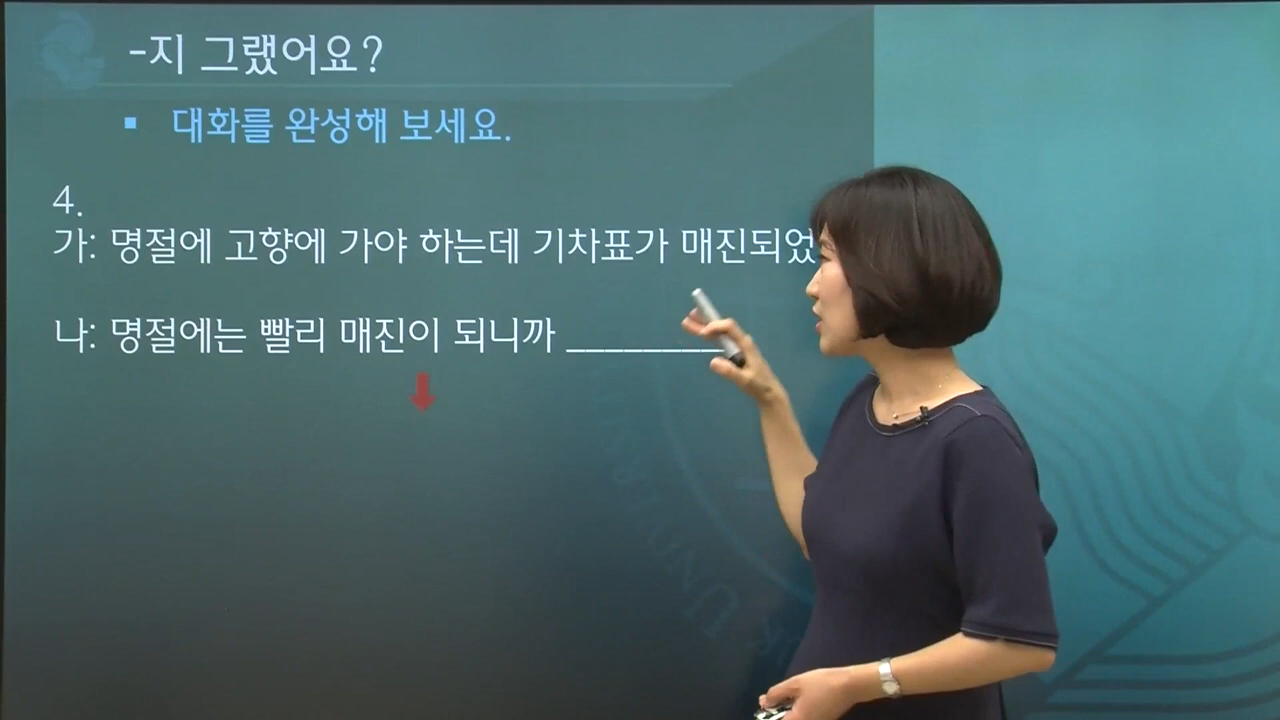 -지 그랬어요?
▪ 대화를 완성해 보세요.
4.
가: 명절에 고향에 가야 하는데 기차표가 매진되었
나: 명절에는 빨리 매진이 되니까 ________